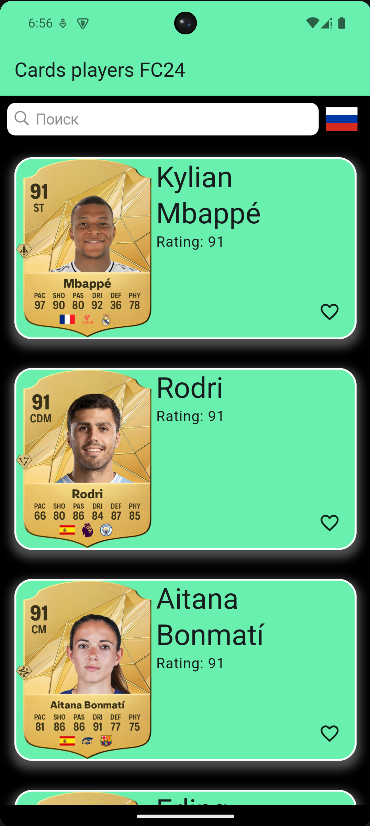 6:56
Cards players FC24
Поиск
91
ST
Mbappé
PAC SHO PAS DRI DEF PHY
97 90 80 92 36 78
Kylian
Mbappé
Rating: 91
91
CDM
Rodri
PAC SHO PAS DRI DEF PHY
66 80 86 84 87 85
Rodri
Rating: 91
91
CM
Aitana Bonmatí
PAC SHO PAS DRI DEF PHY
81 86 86 91 77 75
Aitana
Bonmatí
Rating: 91
91
Erling